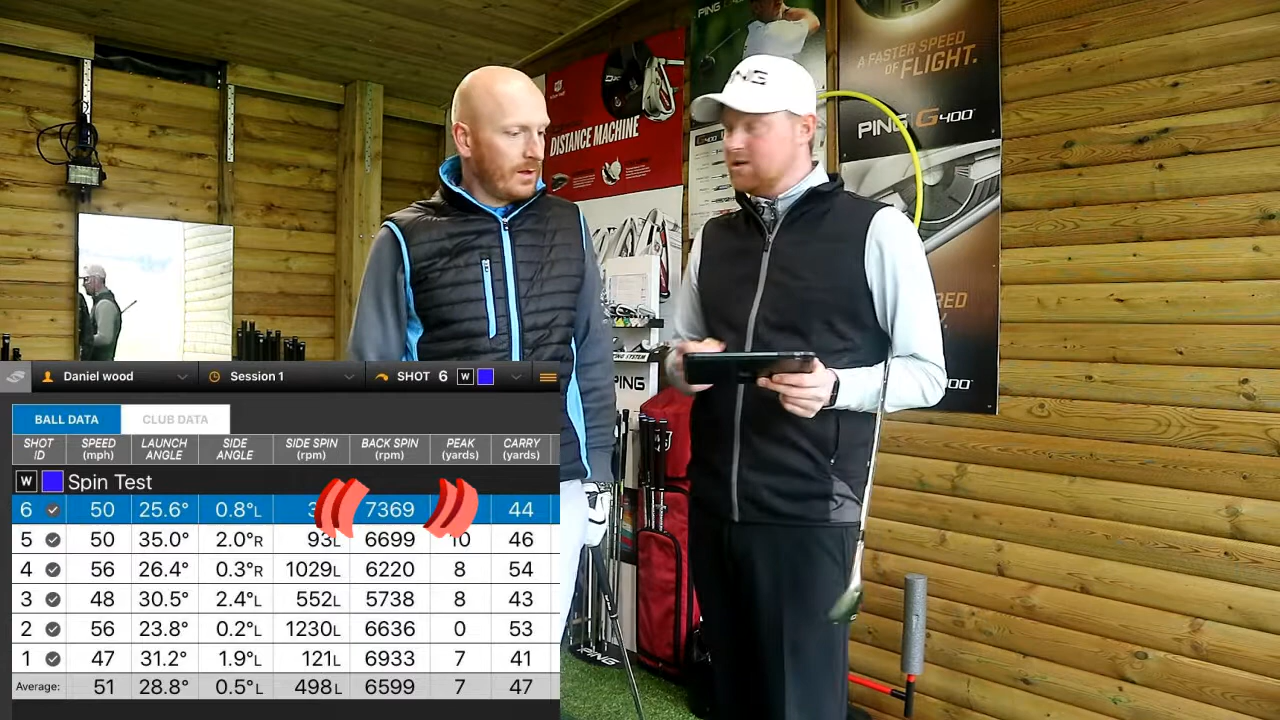 PING
A FASTER SPEED
OF FLIGHT.
PING G400
DISTANCE MACHINE
G400
PING
PING
PING
Daniel wood
Session 1
SHOT 6 W
BALL DATA CLUB DATA
SHOT ID SPEED (mph) LAUNCH ANGLE SIDE ANGLE SIDE SPIN (rpm) BACK SPIN (rpm) PEAK (yards) CARRY (yards)
W Spin Test
6 50 25.6° 0.8°L 7369 44
5 50 35.0° 2.0°R 93L 6699 10 46
4 56 26.4° 0.3°R 1029L 6220 8 54
3 48 30.5° 2.4°L 552L 5738 8 43
2 56 23.8° 0.2°L 1230L 6636 0 53
1 47 31.2° 1.9°L 121L 6933 7 41
Average: 51 28.8° 0.5°L 498L 6599 7 47